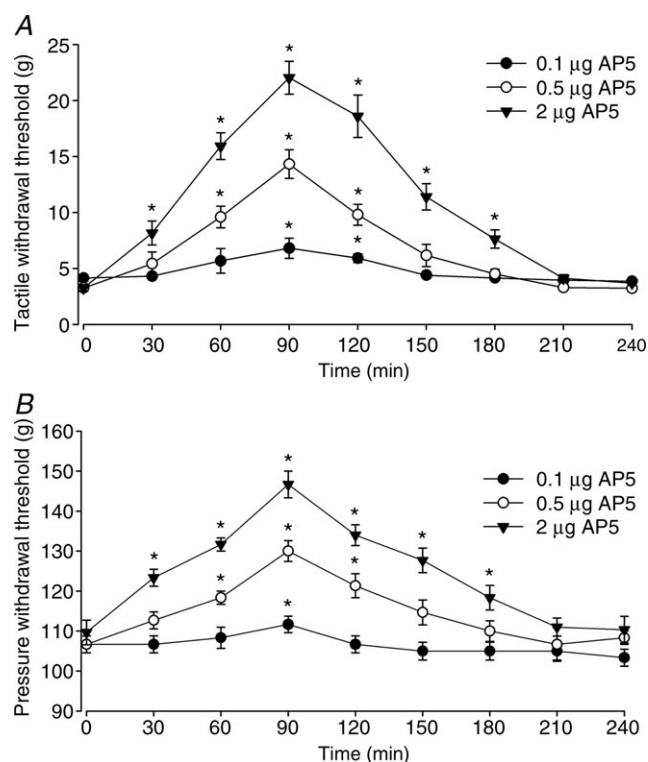 A
Tactile withdrawal threshold (g)
25
20
15
10
5
0
* * * * * *
* * *
* *
0.1 μg AP5
0.5 μg AP5
2 μg AP5
0 30 60 90 120 150 180 210 240
Time (min)
B
Pressure withdrawal threshold (g)
160
150
140
130
120
110
100
90
* * * * * *
* * *
*
0.1 μg AP5
0.5 μg AP5
2 μg AP5
0 30 60 90 120 150 180 210 240
Time (min)